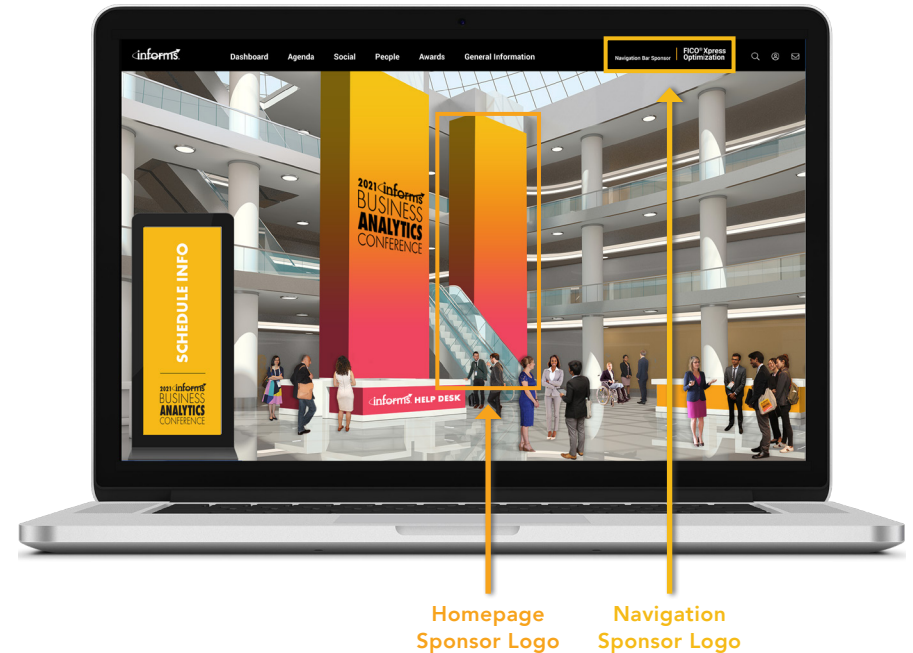 informs
Dashboard
Agenda
Social
People
Awards
General Information
Navigation Bar Sponsor
FICO® Xpress
Optimization
2021 informs
BUSINESS
ANALYTICS
CONFERENCE
SCHEDULE INFO
2021 informs
BUSINESS
ANALYTICS
CONFERENCE
informs HELP DESK
Homepage
Sponsor Logo
Navigation
Sponsor Logo